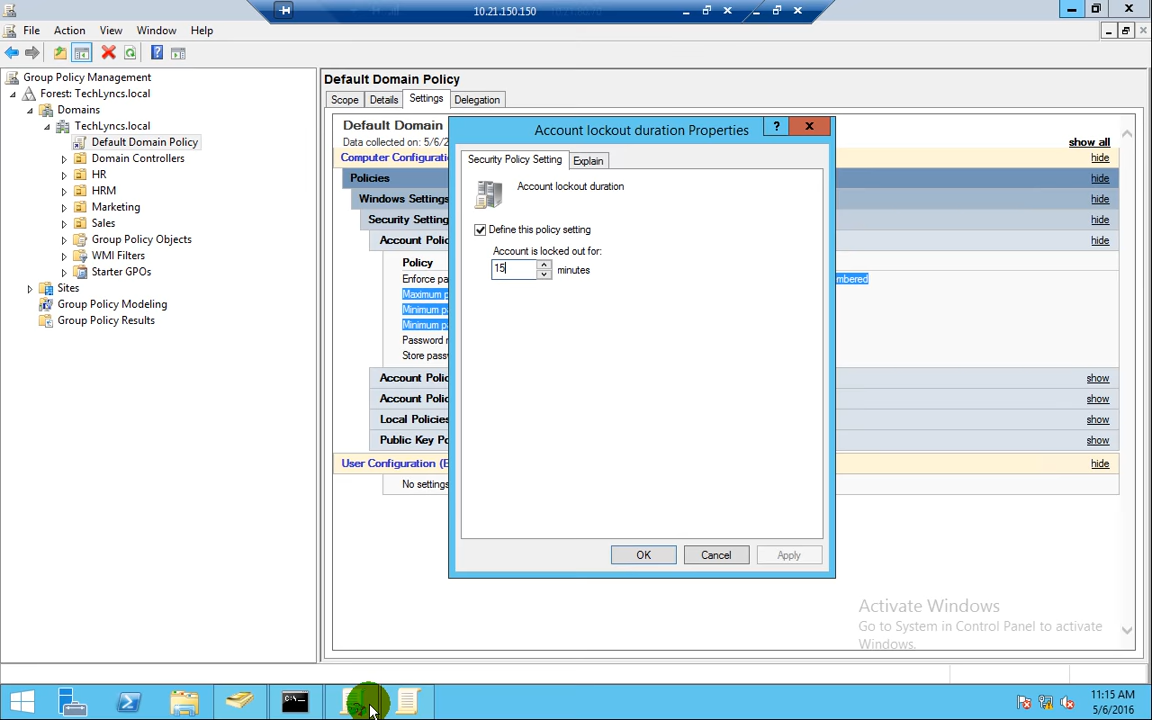 10.21.150.150
File Action View Window Help
Group Policy Management
Forest: TechLyncs.local
Domains
TechLyncs.local
Default Domain Policy
Domain Controllers
HR
HRM
Marketing
Sales
Group Policy Objects
WMI Filters
Starter GPOs
Sites
Group Policy Modeling
Group Policy Results
Default Domain Policy
Scope Details Settings Delegation
Default Domain
Data collected on: 5/6/2
show all
Computer Configurati
hide
Policies
hide
Windows Settings
hide
Security Setting
hide
Account Polic
hide
Policy
Enforce pa
mbered
Maximum p
Minimum pa
Minimum pa
Password m
Store passw
Account Polic
show
Account Polic
show
Local Policies
show
Public Key Po
show
User Configuration (E
hide
No settings
Account lockout duration Properties
?
Security Policy Setting Explain
Account lockout duration
Define this policy setting
Account is locked out for:
15 minutes
OK Cancel Apply
Activate Windows
Go to System in Control Panel to activate
Windows.
11:15 AM
5/6/2016